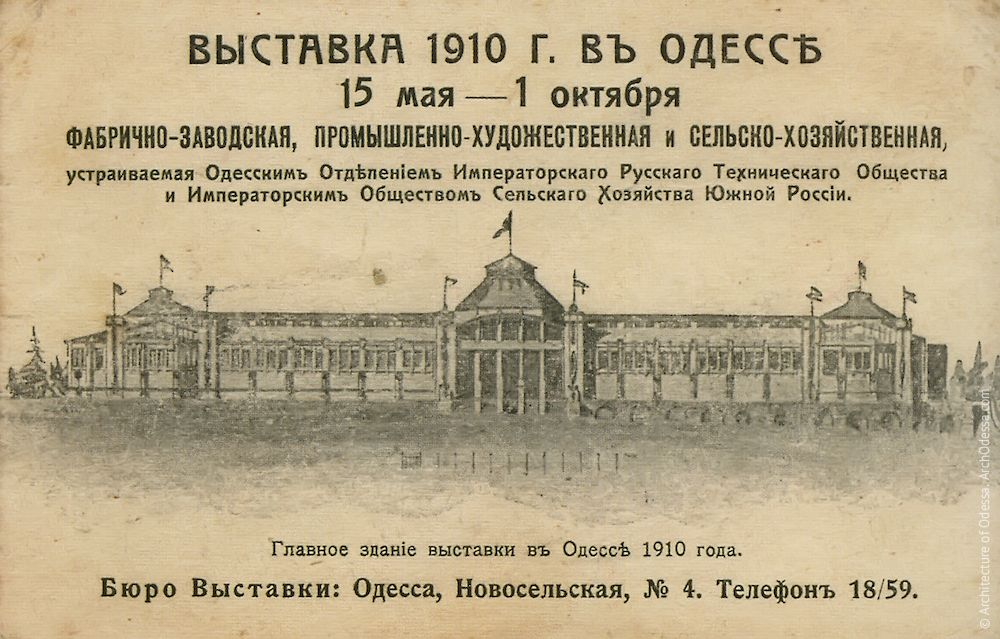 ВЫСТАВКА 1910 Г. ВЪ ОДЕССѢ
15 мая — 1 октября
ФАБРИЧНО-ЗАВОДСКАЯ, ПРОМЫШЛЕННО-ХУДОЖЕСТВЕННАЯ и СЕЛЬСКО-ХОЗЯЙСТВЕННАЯ,
устраиваемая Одесскимъ Отдѣленіемъ Императорскаго Русскаго Техническаго Общества
и Императорскимъ Обществомъ Сельскаго Хозяйства Южной Россіи.
Главное зданіе выставки въ Одессѣ 1910 года.
Бюро Выставки: Одесса, Новосельская, № 4. Телефонъ 18/59.
© Architecture of Odessa. ArchOdessa.com